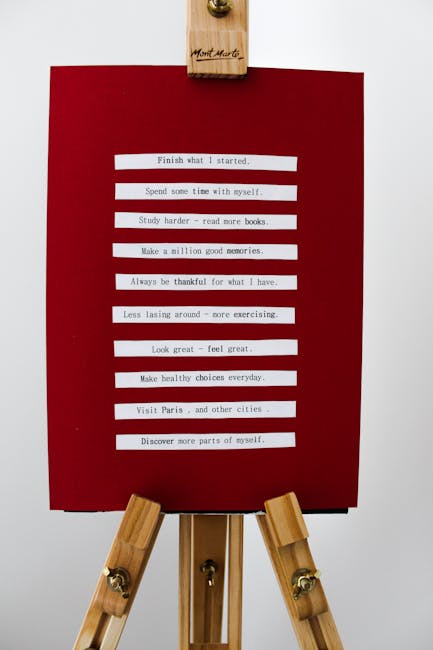 Mont Marte
Finish what I started.
Spend some time with myself.
Study harder - read more books.
Make a million good memories.
Always be thankful for what I have.
Less lasing around - more exercising.
Look great - feel great.
Make healthy choices everyday.
Visit Paris , and other cities .
Discover more parts of myself.